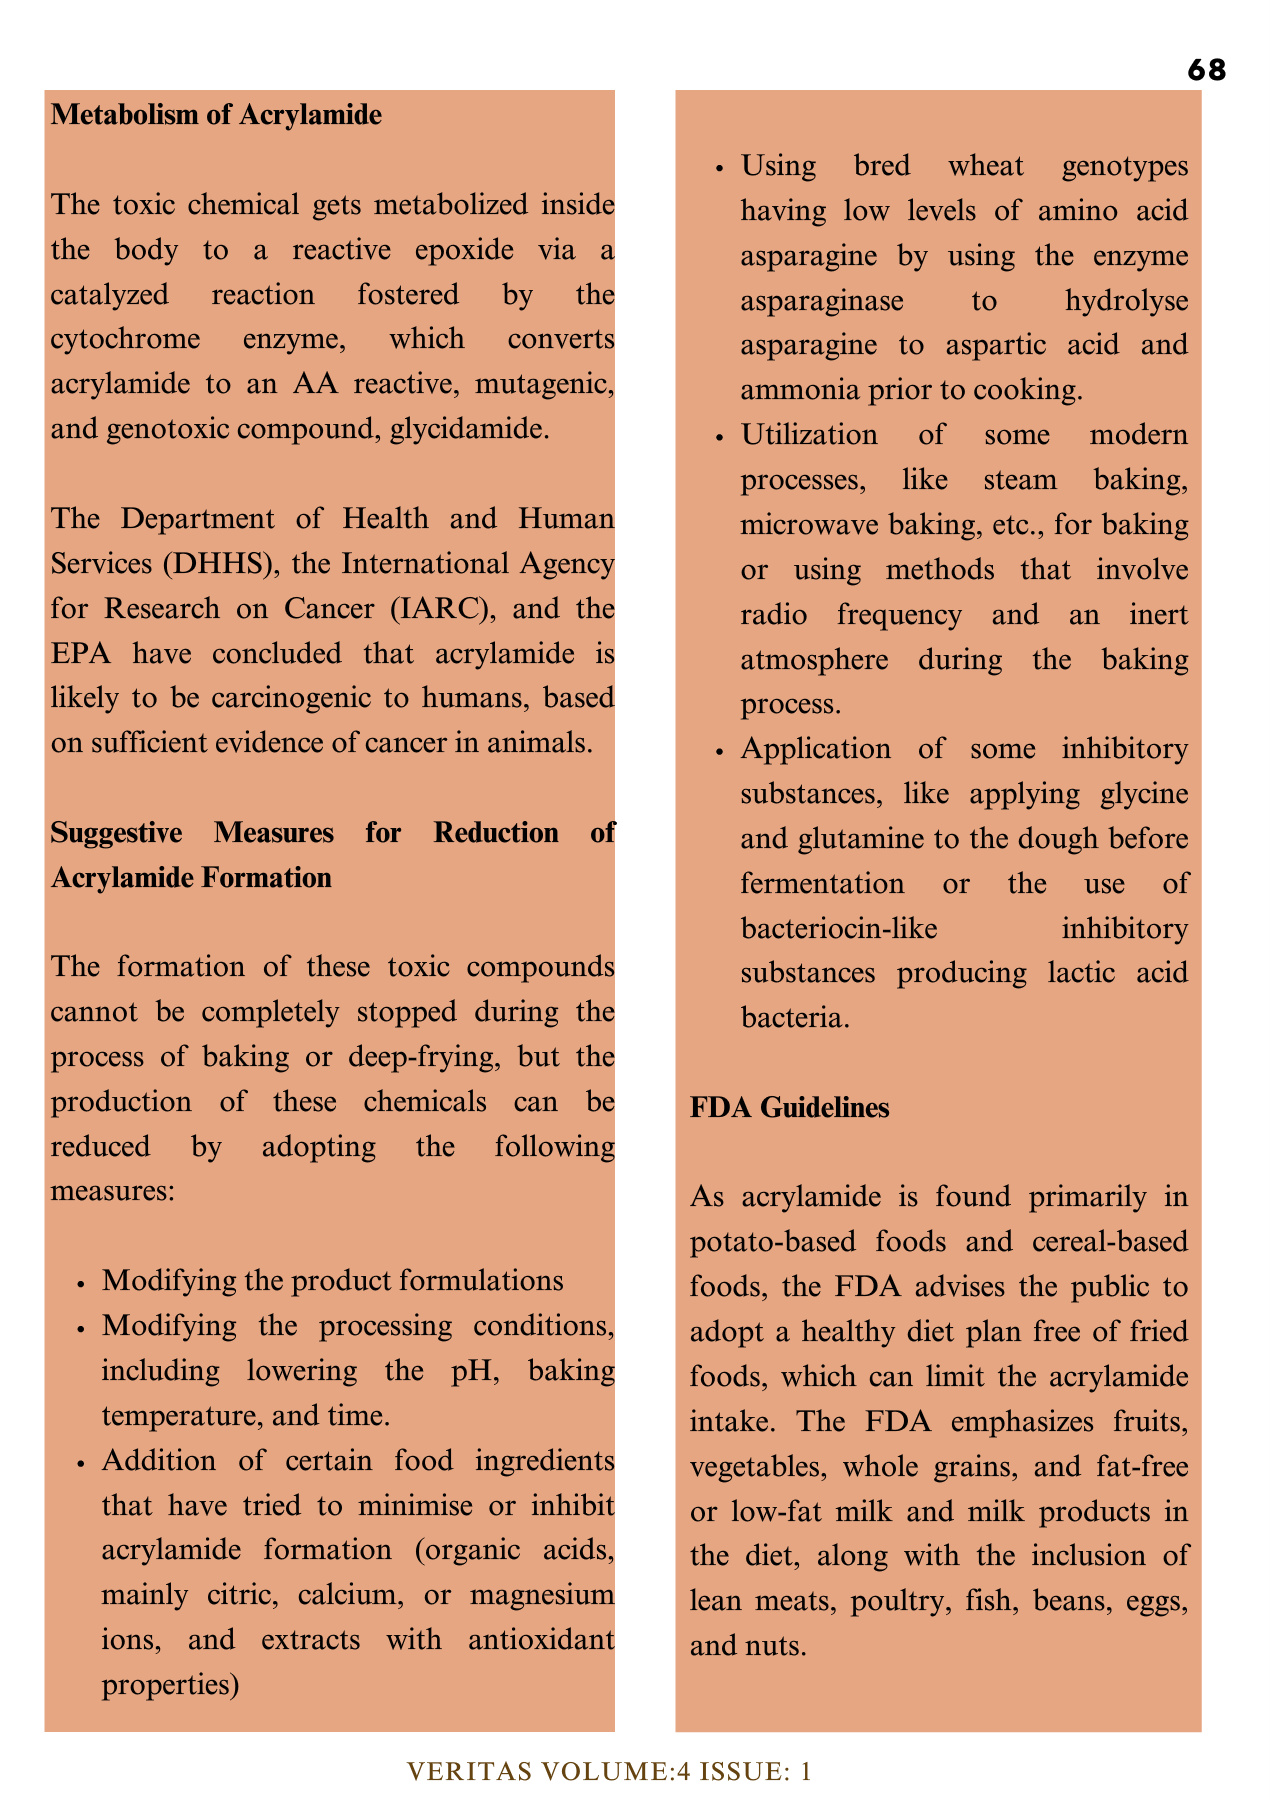 68
Metabolism of Acrylamide
The toxic chemical gets metabolized inside
the body to a reactive epoxide via a
catalyzed reaction fostered by the
cytochrome enzyme, which converts
acrylamide to an AA reactive, mutagenic,
and genotoxic compound, glycidamide.
The Department of Health and Human
Services (DHHS), the International Agency
for Research on Cancer (IARC), and the
EPA have concluded that acrylamide is
likely to be carcinogenic to humans, based
on sufficient evidence of cancer in animals.
Suggestive Measures for Reduction of
Acrylamide Formation
The formation of these toxic compounds
cannot be completely stopped during the
process of baking or deep-frying, but the
production of these chemicals can be
reduced by adopting the following
measures:
• Modifying the product formulations
• Modifying the processing conditions,
including lowering the pH, baking
temperature, and time.
• Addition of certain food ingredients
that have tried to minimise or inhibit
acrylamide formation (organic acids,
mainly citric, calcium, or magnesium
ions, and extracts with antioxidant
properties)
• Using bred wheat genotypes
having low levels of amino acid
asparagine by using the enzyme
asparaginase to hydrolyse
asparagine to aspartic acid and
ammonia prior to cooking.
• Utilization of some modern
processes, like steam baking,
microwave baking, etc., for baking
or using methods that involve
radio frequency and an inert
atmosphere during the baking
process.
• Application of some inhibitory
substances, like applying glycine
and glutamine to the dough before
fermentation or the use of
bacteriocin-like inhibitory
substances producing lactic acid
bacteria.
FDA Guidelines
As acrylamide is found primarily in
potato-based foods and cereal-based
foods, the FDA advises the public to
adopt a healthy diet plan free of fried
foods, which can limit the acrylamide
intake. The FDA emphasizes fruits,
vegetables, whole grains, and fat-free
or low-fat milk and milk products in
the diet, along with the inclusion of
lean meats, poultry, fish, beans, eggs,
and nuts.
VERITAS VOLUME:4 ISSUE: 1